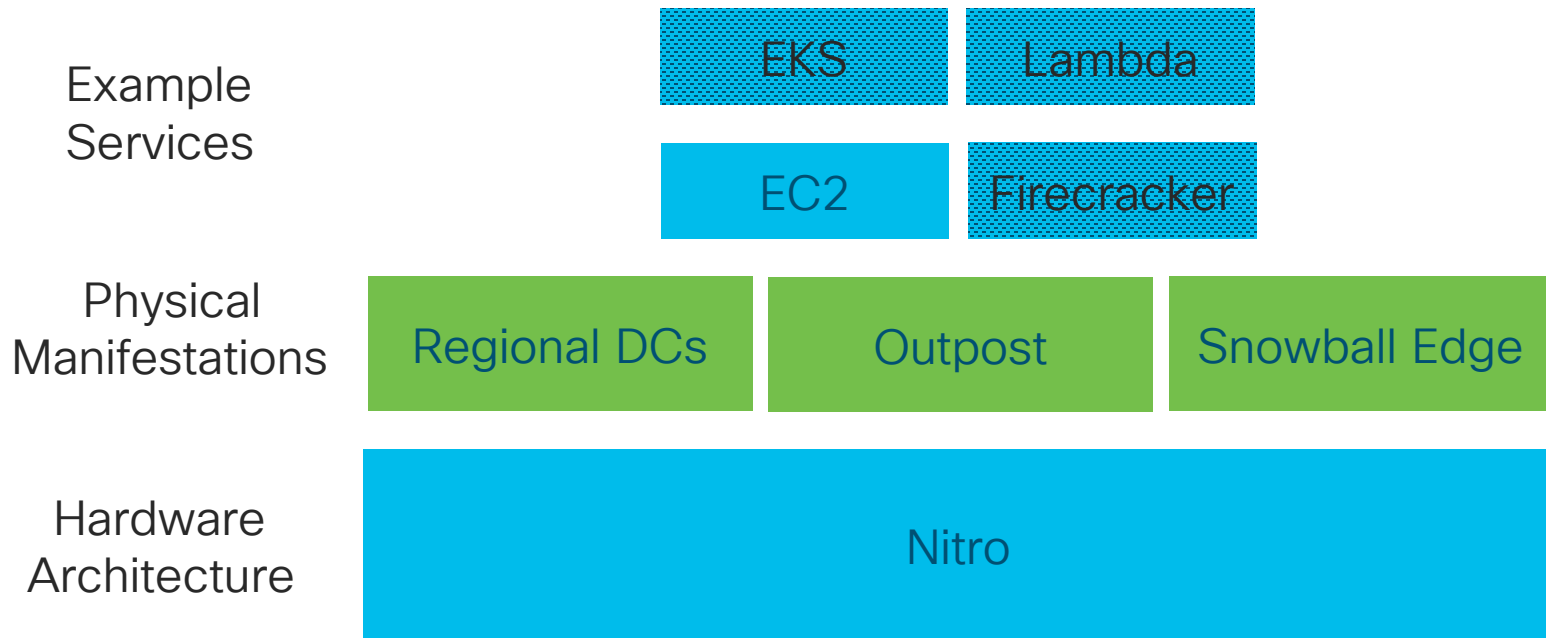 Example
Services
EKS
Lambda
EC2
Firecracker
Physical
Manifestations
Regional DCs
Outpost
Snowball Edge
Hardware
Architecture
Nitro